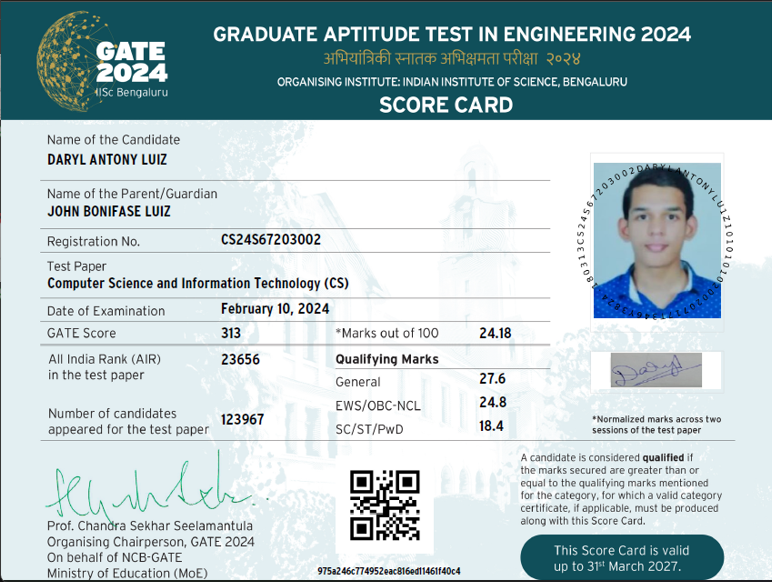 GATE
2024
IISc Bengaluru
GRADUATE APTITUDE TEST IN ENGINEERING 2024
अभियांत्रिकी स्नातक अभिक्षमता परीक्षा २०२४
ORGANISING INSTITUTE: INDIAN INSTITUTE OF SCIENCE, BENGALURU
SCORE CARD
Name of the Candidate
DARYL ANTONY LUIZ
Name of the Parent/Guardian
JOHN BONIFASE LUIZ
Registration No. CS24S67203002
Test Paper
Computer Science and Information Technology (CS)
Date of Examination February 10, 2024
GATE Score 313 *Marks out of 100 24.18
All India Rank (AIR)
in the test paper 23656
Qualifying Marks
General 27.6
EWS/OBC-NCL 24.8
SC/ST/PwD 18.4
Number of candidates
appeared for the test paper 123967
Daryl
*Normalized marks across two
sessions of the test paper
A candidate is considered qualified if
the marks secured are greater than or
equal to the qualifying marks mentioned
for the category, for which a valid category
certificate, if applicable, must be produced
along with this Score Card.
Prof. Chandra Sekhar Seelamantula
Organising Chairperson, GATE 2024
On behalf of NCB-GATE
Ministry of Education (MoE)
975a246c774952eac816ed11461f40c4
This Score Card is valid
up to 31st March 2027.